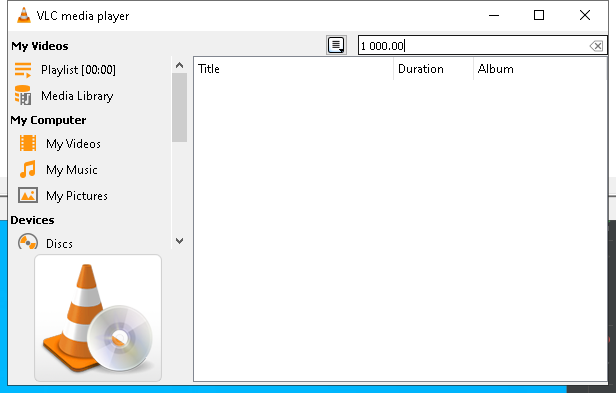 VLC media player
My Videos
1 000.00
Playlist [00:00]
Title Duration Album
Media Library
My Computer
My Videos
My Music
My Pictures
Devices
Discs